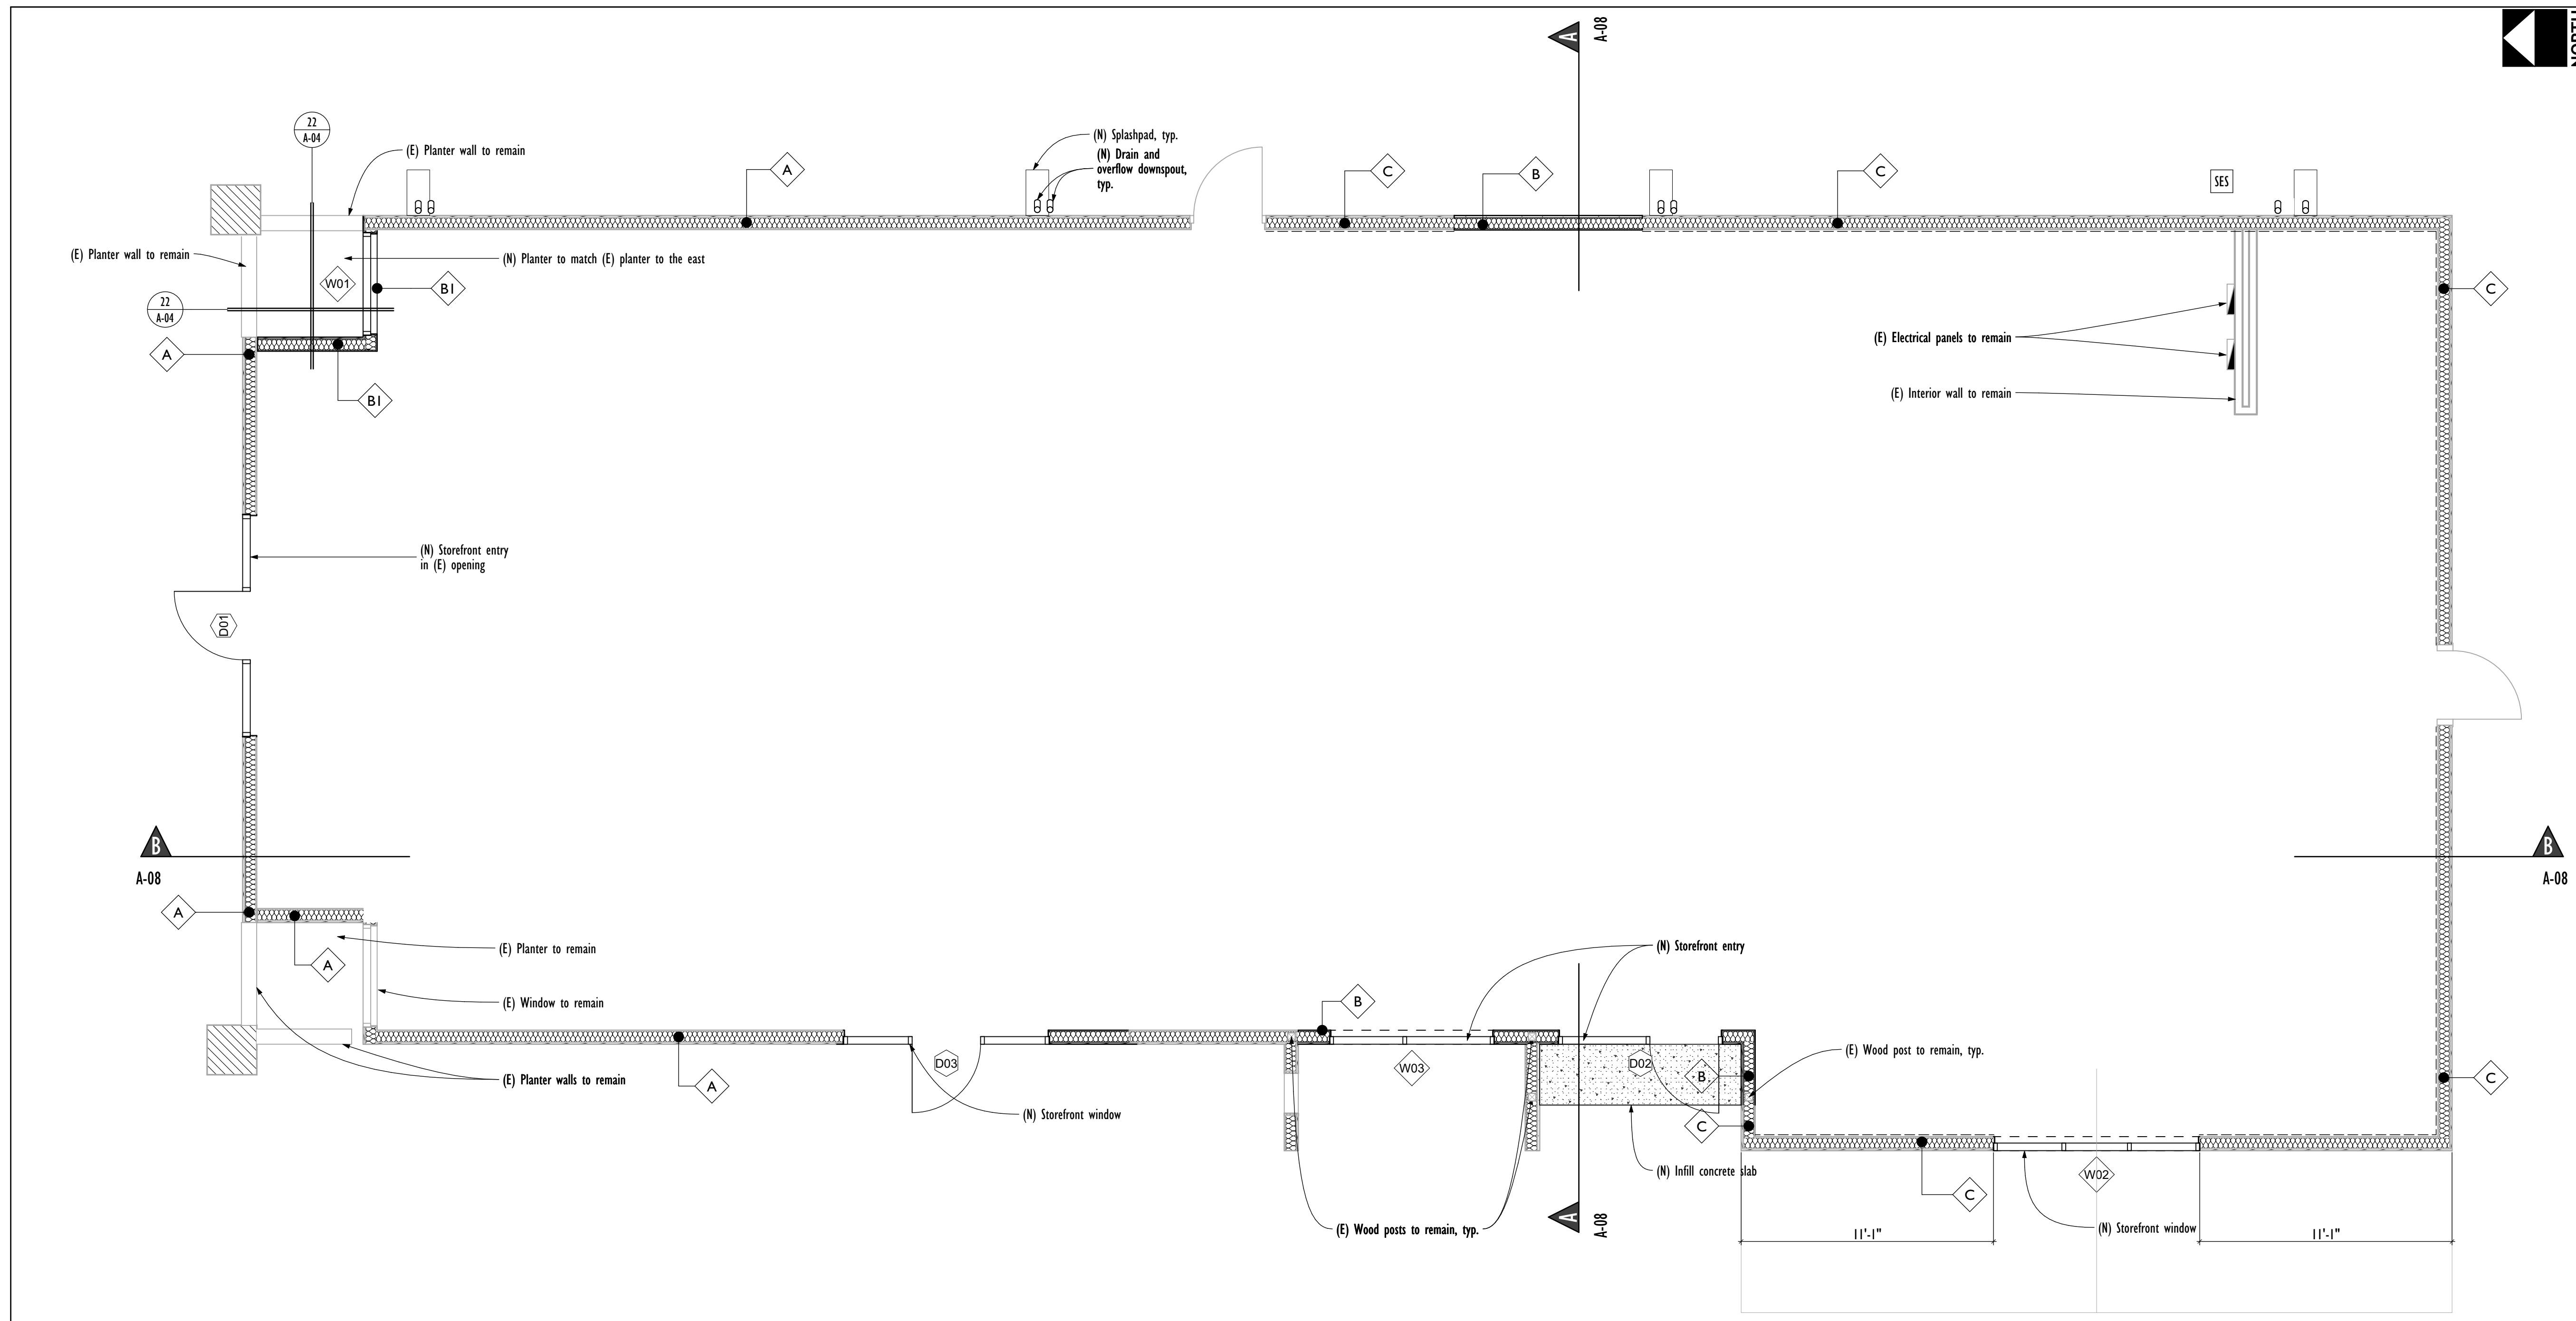 A
A-08
NORTH
22
A-04
(E) Planter wall to remain
A
(N) Splashpad, typ.
(N) Drain and
overflow downspout,
typ.
C
B
C
SES
(E) Planter wall to remain
(N) Planter to match (E) planter to the east
W01
B1
22
A-04
C
A
(E) Electrical panels to remain
B1
(E) Interior wall to remain
(N) Storefront entry
in (E) opening
D01
B
A-08
B
A-08
A
A
(E) Planter to remain
(N) Storefront entry
(E) Window to remain
B
(E) Wood post to remain, typ.
D03
W03
D02
B
C
(E) Planter walls to remain
A
(N) Storefront window
C
(N) Infill concrete slab
W02
C
(E) Wood posts to remain, typ.
A
A-08
(N) Storefront window
11'-1"
11'-1"